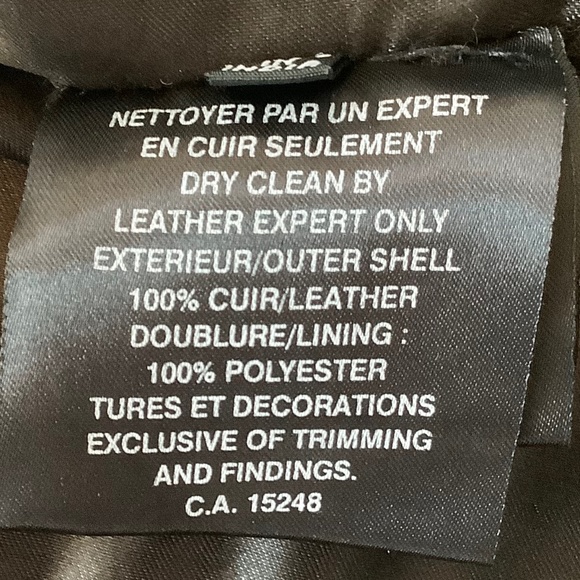 NETTOYER PAR UN EXPERT
EN CUIR SEULEMENT
DRY CLEAN BY
LEATHER EXPERT ONLY
EXTERIEUR/OUTER SHELL
100% CUIR/LEATHER
DOUBLURE/LINING :
100% POLYESTER
TURES ET DECORATIONS
EXCLUSIVE OF TRIMMING
AND FINDINGS.
C.A. 15248